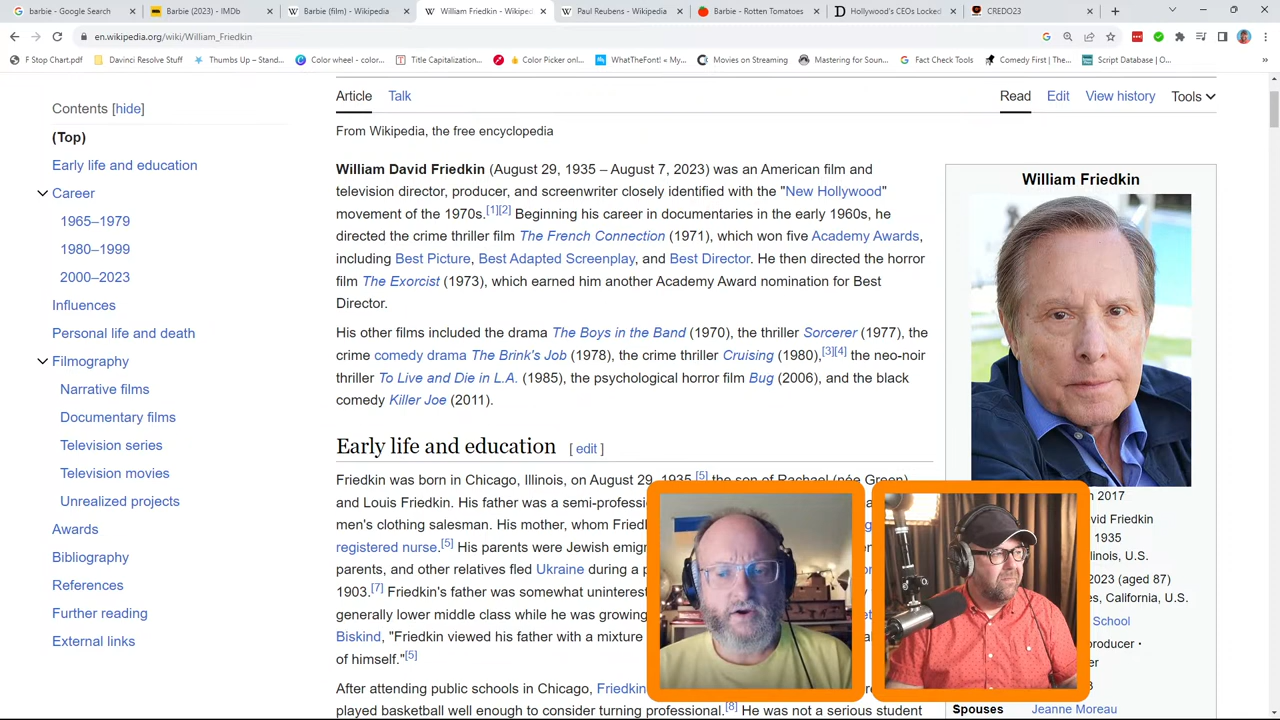 barbie - Google Search
Barbie (2023) - IMDb
Barbie (film) - Wikipedia
William Friedkin - Wikiped
Paul Reubens - Wikipedia
Barbie - Rotten Tomatoes
Hollywood's CEOs Locked
CREDO23
en.wikipedia.org/wiki/William_Friedkin
F Stop Chart.pdf
Davinci Resolve Stuff
Thumbs Up – Stand...
Color wheel - color...
Title Capitalization...
Color Picker onl...
WhatTheFont! « My...
Movies on Streaming
Mastering for Soun...
Fact Check Tools
Comedy First | The...
Script Database | O...
Contents [hide]
(Top)
Early life and education
Career
1965–1979
1980–1999
2000–2023
Influences
Personal life and death
Filmography
Narrative films
Documentary films
Television series
Television movies
Unrealized projects
Awards
Bibliography
References
Further reading
External links
Article Talk
Read Edit View history Tools
From Wikipedia, the free encyclopedia
William David Friedkin (August 29, 1935 – August 7, 2023) was an American film and
television director, producer, and screenwriter closely identified with the "New Hollywood"
movement of the 1970s.[1][2] Beginning his career in documentaries in the early 1960s, he
directed the crime thriller film The French Connection (1971), which won five Academy Awards,
including Best Picture, Best Adapted Screenplay, and Best Director. He then directed the horror
film The Exorcist (1973), which earned him another Academy Award nomination for Best
Director.
His other films included the drama The Boys in the Band (1970), the thriller Sorcerer (1977), the
crime comedy drama The Brink's Job (1978), the crime thriller Cruising (1980),[3][4] the neo-noir
thriller To Live and Die in L.A. (1985), the psychological horror film Bug (2006), and the black
comedy Killer Joe (2011).
Early life and education [ edit ]
Friedkin was born in Chicago, Illinois, on August 29, 1935,[5] the son of Rachael (née Green)
and Louis Friedkin. His father was a semi-professi
men's clothing salesman. His mother, whom Friedl
registered nurse.[5] His parents were Jewish emigr
parents, and other relatives fled Ukraine during a p
1903.[7] Friedkin's father was somewhat uninterest
generally lower middle class while he was growing
Biskind, "Friedkin viewed his father with a mixture
of himself."[5]
After attending public schools in Chicago, Friedkin
played basketball well enough to consider turning professional.[8] He was not a serious student
William Friedkin
2017
vid Friedkin
1935
linois, U.S.
2023 (aged 87)
es, California, U.S.
School
roducer ·
er
3
Spouses Jeanne Moreau